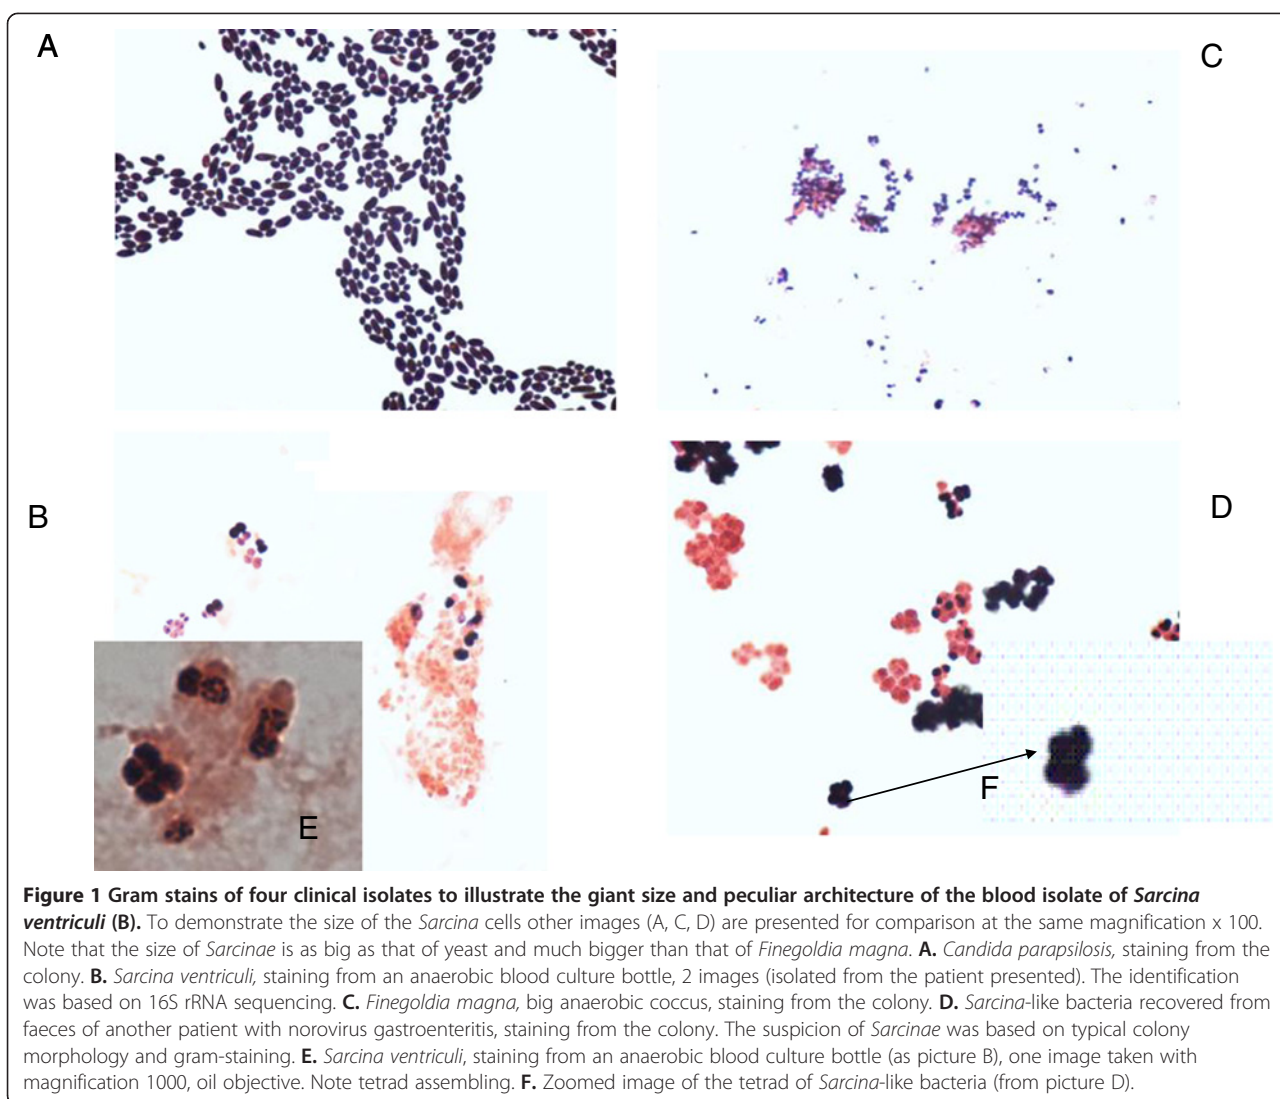 A
C
B
D
E
F
Figure 1 Gram stains of four clinical isolates to illustrate the giant size and peculiar architecture of the blood isolate of Sarcina
ventriculi (B). To demonstrate the size of the Sarcina cells other images (A, C, D) are presented for comparison at the same magnification x 100.
Note that the size of Sarcinae is as big as that of yeast and much bigger than that of Finegoldia magna. A. Candida parapsilosis, staining from the
colony. B. Sarcina ventriculi, staining from an anaerobic blood culture bottle, 2 images (isolated from the patient presented). The identification
was based on 16S rRNA sequencing. C. Finegoldia magna, big anaerobic coccus, staining from the colony. D. Sarcina-like bacteria recovered from
faeces of another patient with norovirus gastroenteritis, staining from the colony. The suspicion of Sarcinae was based on typical colony
morphology and gram-staining. E. Sarcina ventriculi, staining from an anaerobic blood culture bottle (as picture B), one image taken with
magnification 1000, oil objective. Note tetrad assembling. F. Zoomed image of the tetrad of Sarcina-like bacteria (from picture D).